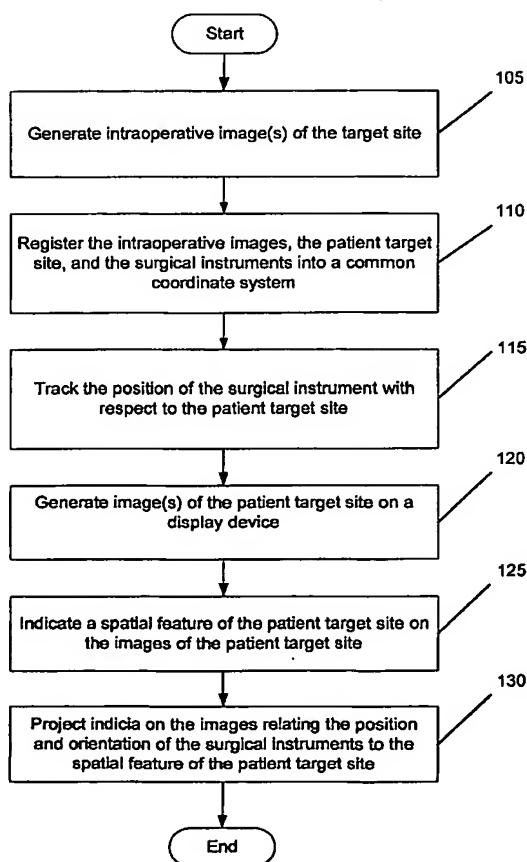 Start
105
Generate intraoperative image(s) of the target site
110
Register the intraoperative images, the patient target
site, and the surgical instruments into a common
coordinate system
115
Track the position of the surgical instrument with
respect to the patient target site
120
Generate image(s) of the patient target site on a
display device
125
Indicate a spatial feature of the patient target site on
the images of the patient target site
130
Project indicia on the images relating the position
and orientation of the surgical instruments to the
spatial feature of the patient target site
End